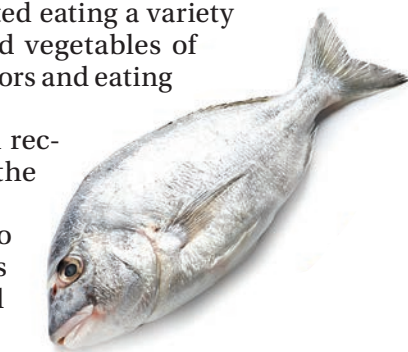 ted eating a variety
d vegetables of
ors and eating
rec-
the
o
s